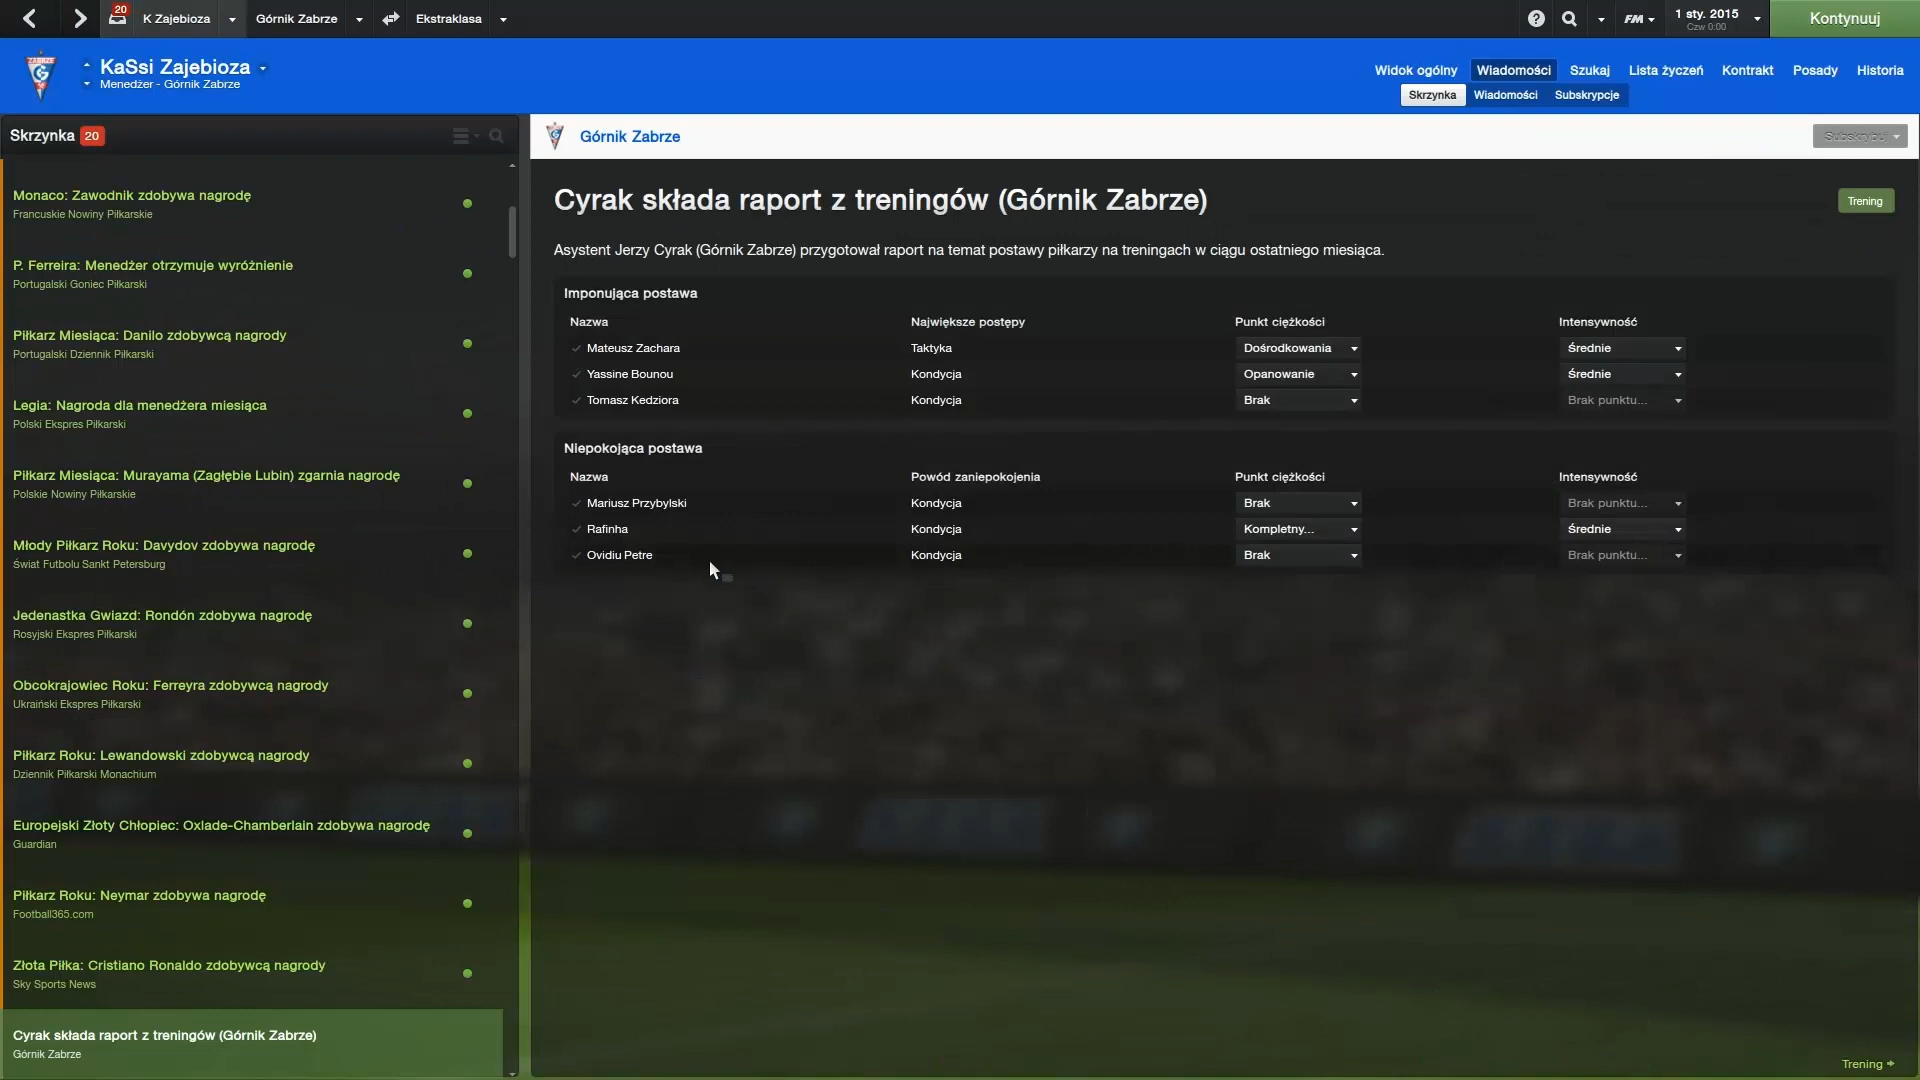 20
K Zajebioza
Górnik Zabrze
Ekstraklasa
FM
1 sty. 2015
Czw 0:00
Kontynuuj
KaSsi Zajebioza
Menedżer - Górnik Zabrze
Widok ogólny
Wiadomości
Szukaj
Lista życzeń
Kontrakt
Posady
Historia
Skrzynka
Wiadomości
Subskrypcje
Skrzynka 20
Monaco: Zawodnik zdobywa nagrodę
Francuskie Nowiny Piłkarskie
P. Ferreira: Menedżer otrzymuje wyróżnienie
Portugalski Goniec Piłkarski
Piłkarz Miesiąca: Danilo zdobywcą nagrody
Portugalski Dziennik Piłkarski
Legia: Nagroda dla menedżera miesiąca
Polski Ekspres Piłkarski
Piłkarz Miesiąca: Murayama (Zagłębie Lubin) zgarnia nagrodę
Polskie Nowiny Piłkarskie
Młody Piłkarz Roku: Davydov zdobywa nagrodę
Świat Futbolu Sankt Petersburg
Jedenastka Gwiazd: Rondón zdobywa nagrodę
Rosyjski Ekspres Piłkarski
Obcokrajowiec Roku: Ferreyra zdobywcą nagrody
Ukraiński Ekspres Piłkarski
Piłkarz Roku: Lewandowski zdobywcą nagrody
Dziennik Piłkarski Monachium
Europejski Złoty Chłopiec: Oxlade-Chamberlain zdobywa nagrodę
Guardian
Piłkarz Roku: Neymar zdobywa nagrodę
Football365.com
Złota Piłka: Cristiano Ronaldo zdobywcą nagrody
Sky Sports News
Cyrak składa raport z treningów (Górnik Zabrze)
Górnik Zabrze
Górnik Zabrze
Subskrybuj
Cyrak składa raport z treningów (Górnik Zabrze)
Trening
Asystent Jerzy Cyrak (Górnik Zabrze) przygotował raport na temat postawy piłkarzy na treningach w ciągu ostatniego miesiąca.
Imponująca postawa
Nazwa Największe postępy Punkt ciężkości Intensywność
Mateusz Zachara Taktyka Dośrodkowania Średnie
Yassine Bounou Kondycja Opanowanie Średnie
Tomasz Kedziora Kondycja Brak Brak punktu...
Niepokojąca postawa
Nazwa Powód zaniepokojenia Punkt ciężkości Intensywność
Mariusz Przybylski Kondycja Brak Brak punktu...
Rafinha Kondycja Kompletny... Średnie
Ovidiu Petre Kondycja Brak Brak punktu...
Trening